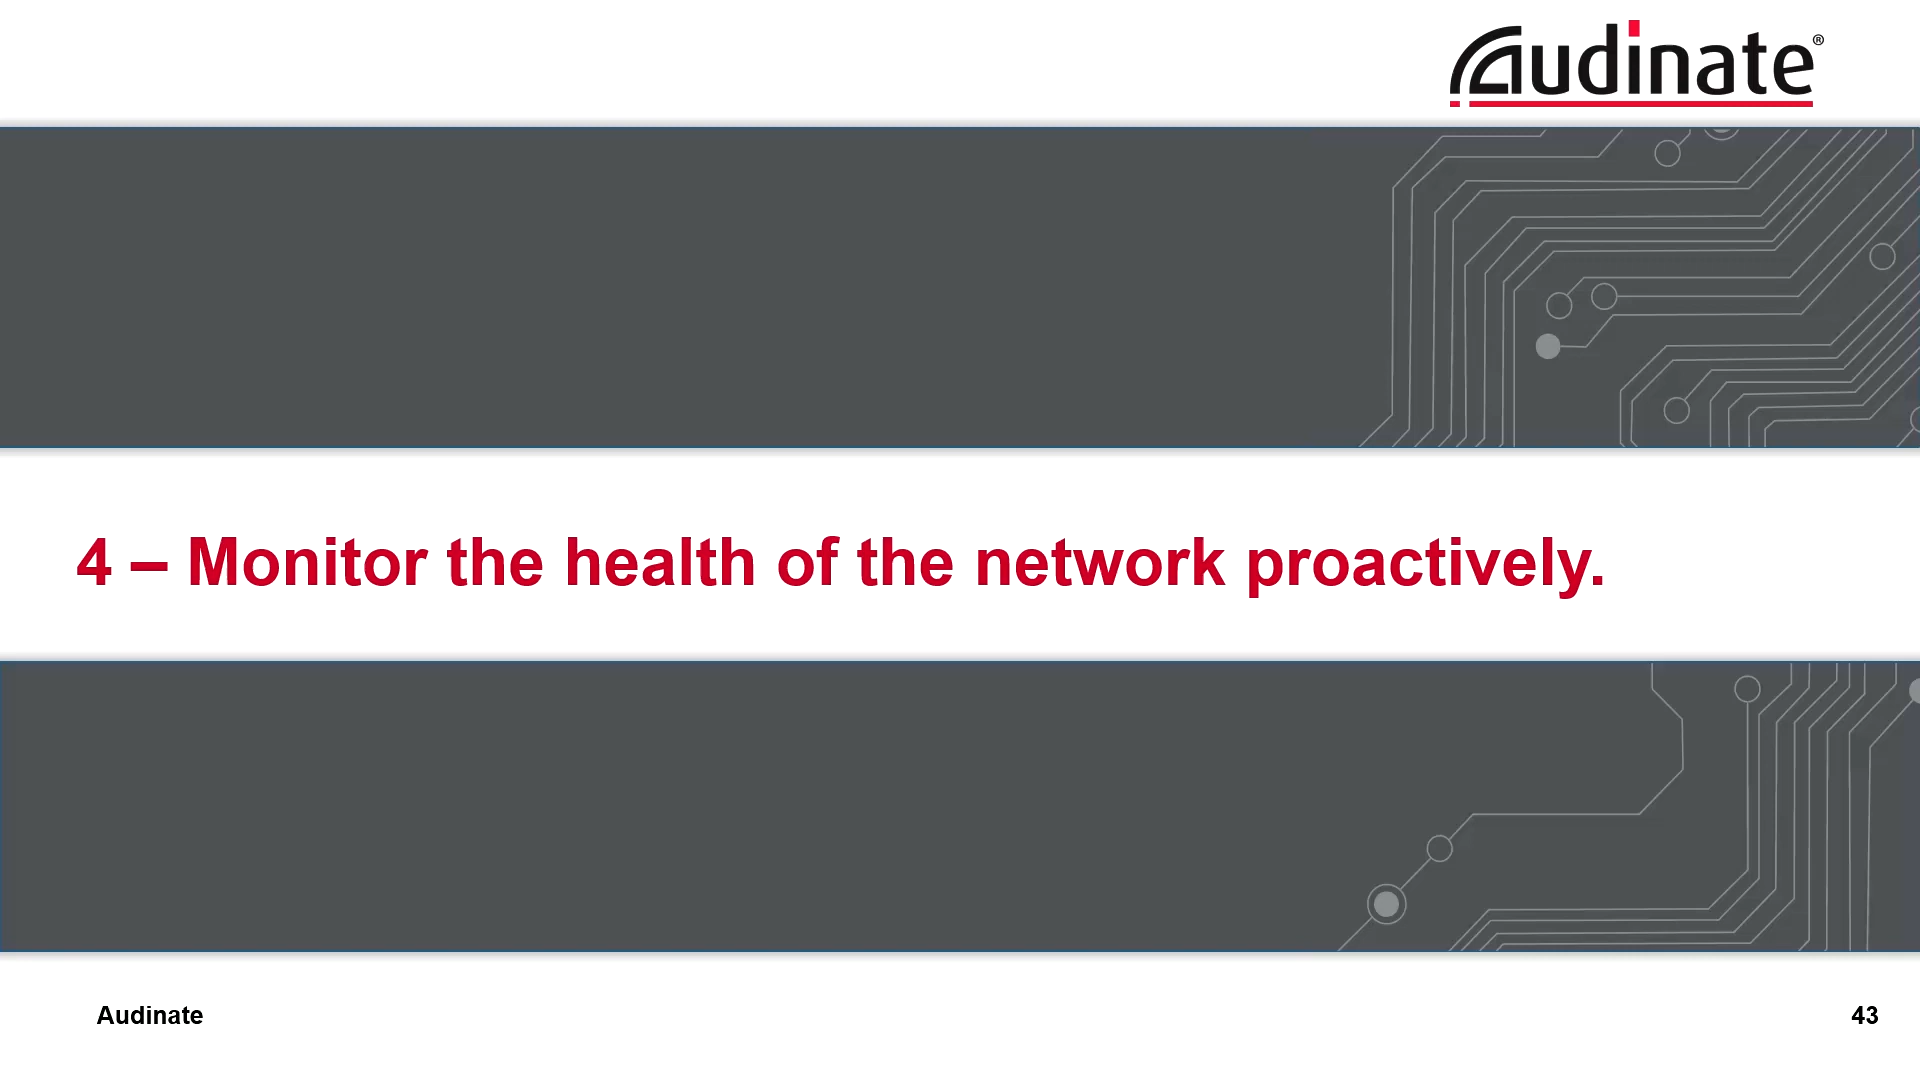 Audinate®
4 – Monitor the health of the network proactively.
Audinate
43